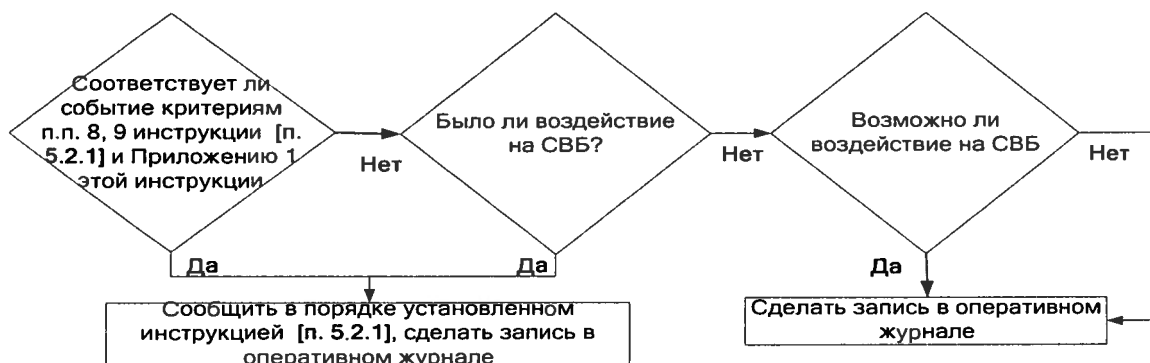 Соответствует ли
событие критериям
п.п. 8, 9 инструкции [п.
5.2.1] и Приложению 1
этой инструкции
Нет
Было ли воздействие
на СВБ?
Нет
Возможно ли
воздействие на СВБ
Нет
Да
Да
Да
Сообщить в порядке установленном
инструкцией [п. 5.2.1], сделать запись в
оперативном журнале
Сделать запись в оперативном
журнале